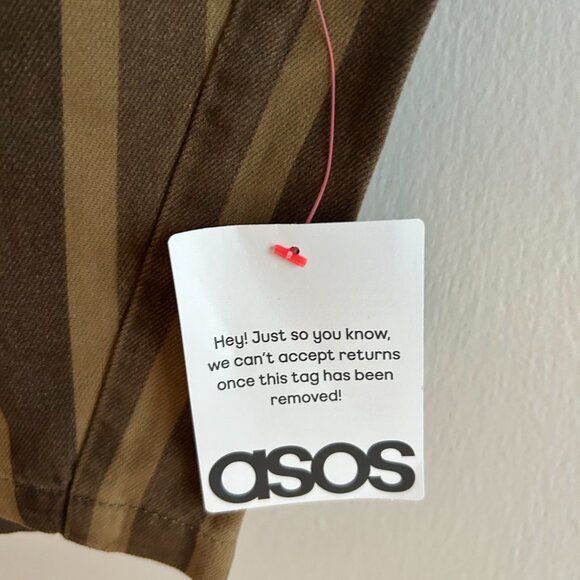 Hey! Just so you know,
we can't accept returns
once this tag has been
removed!
asos